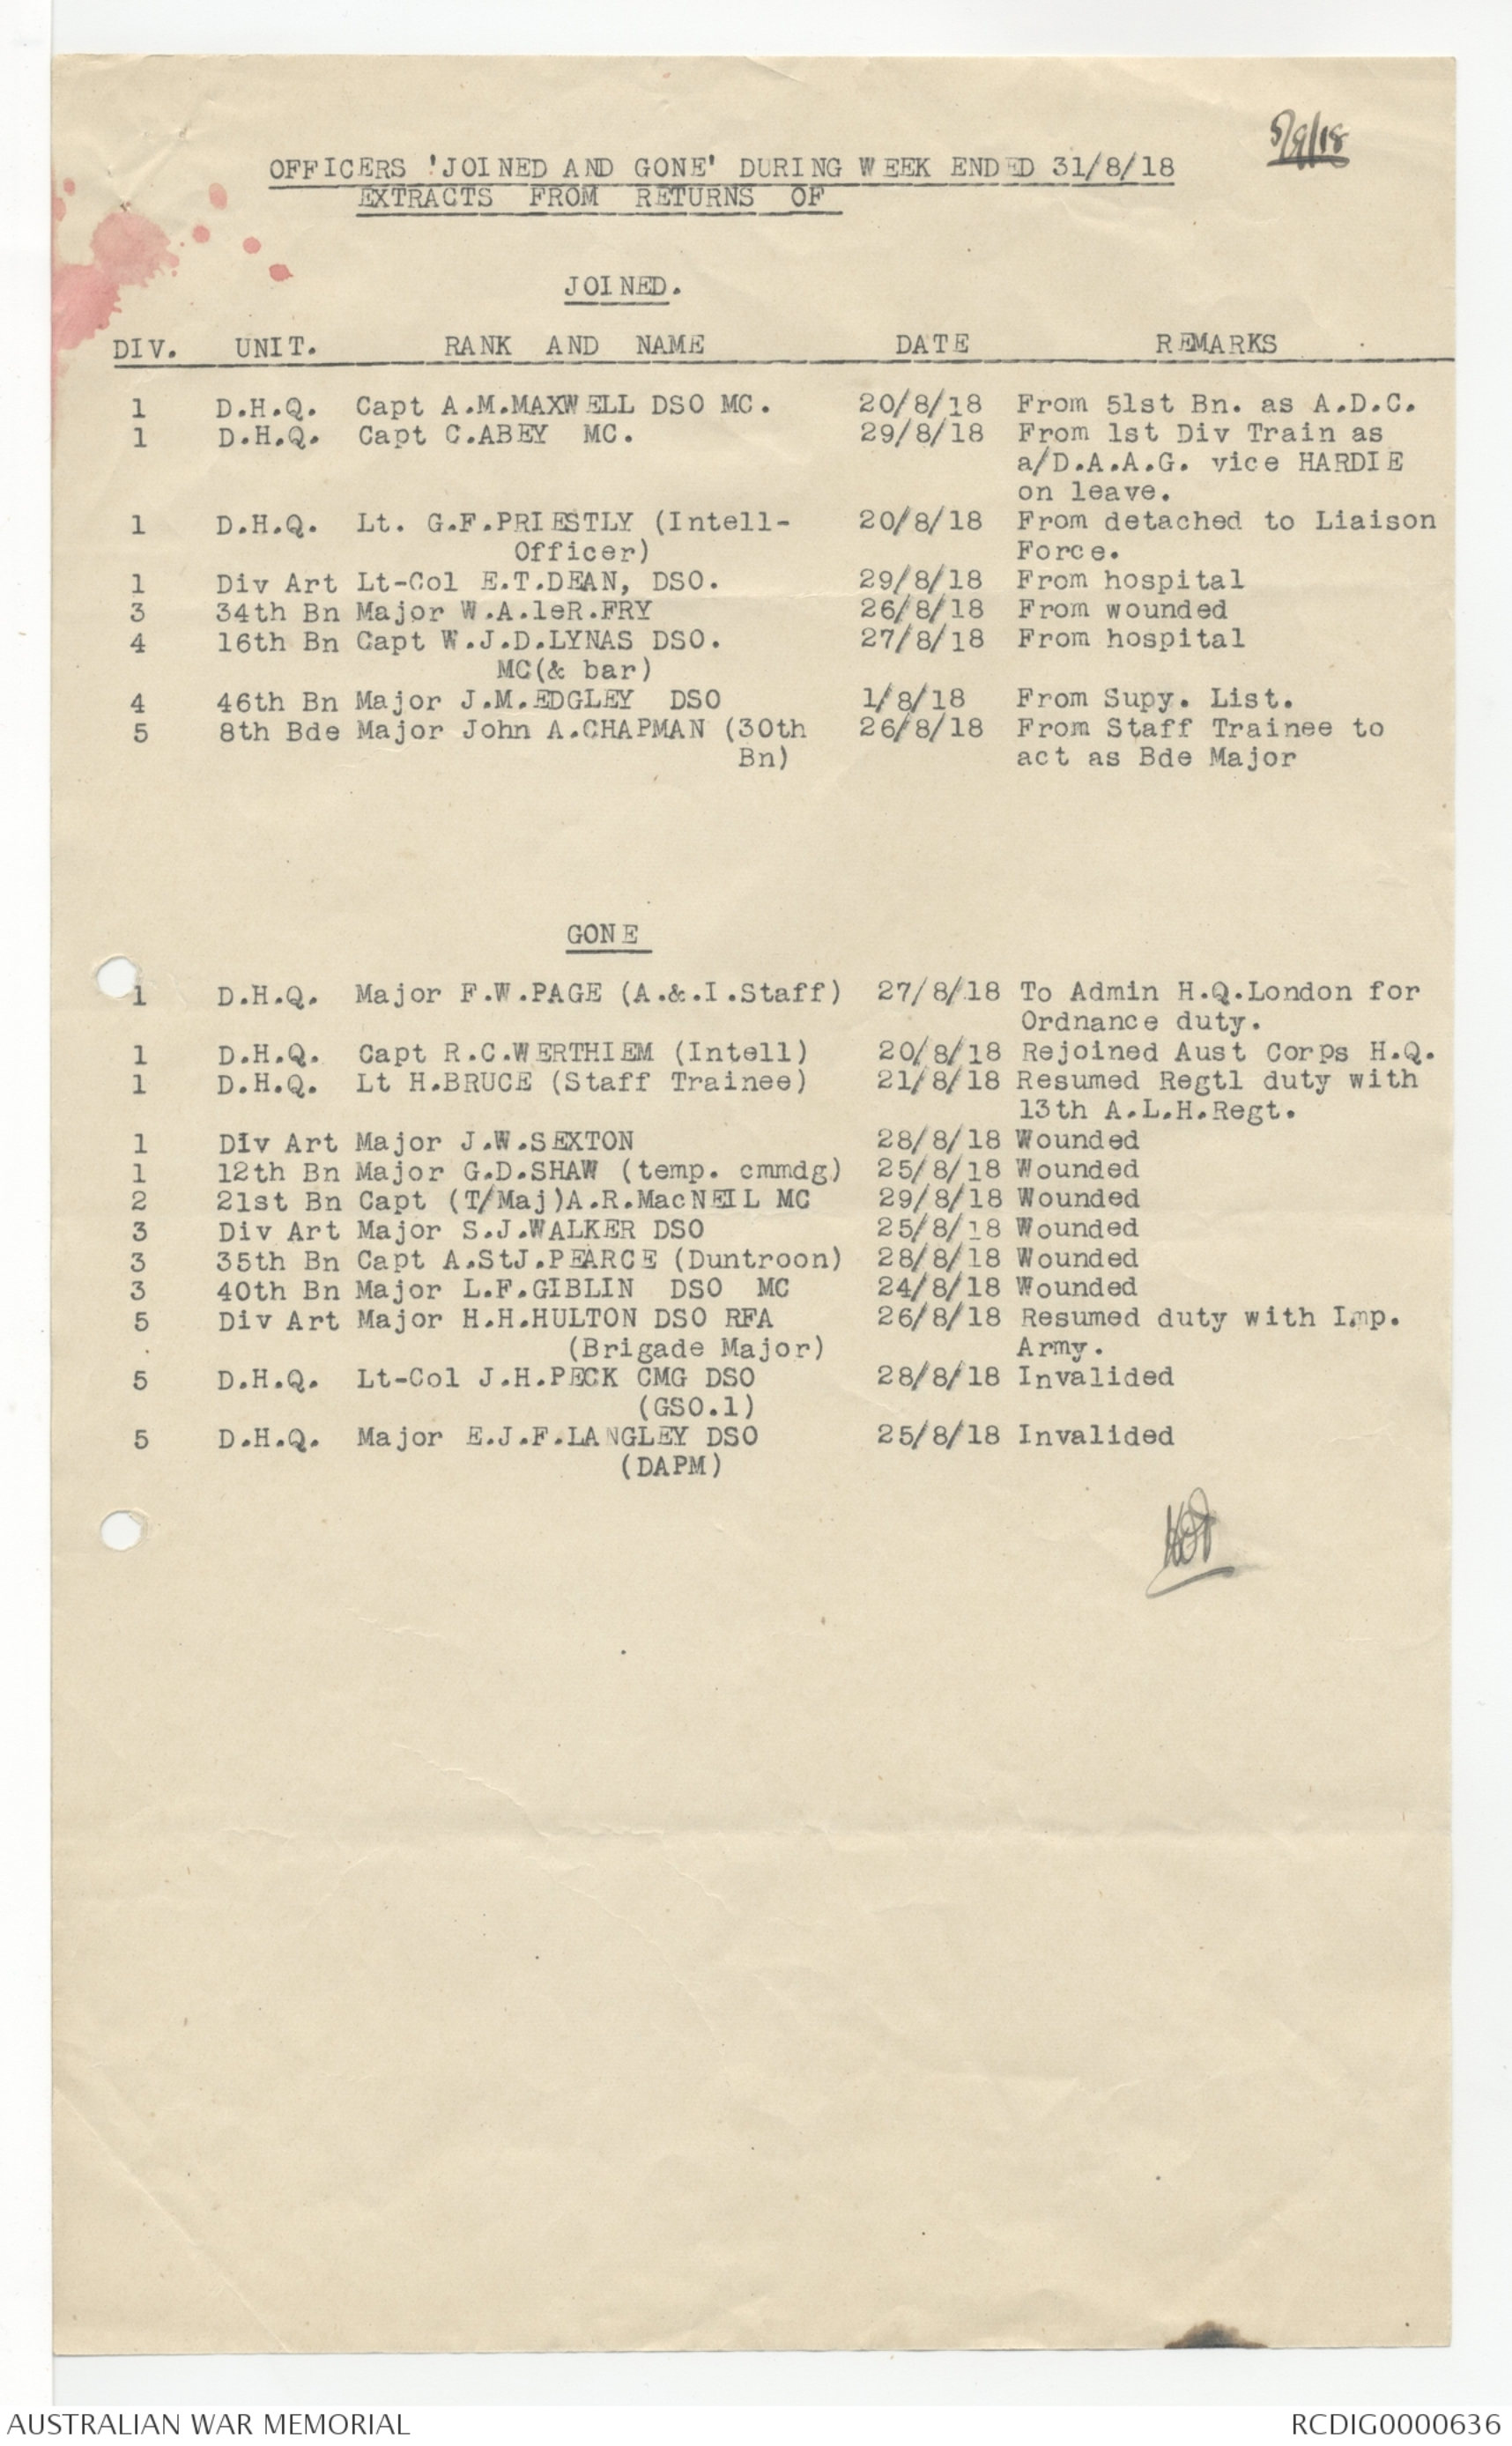 5/9/18
OFFICERS 'JOINED AND GONE' DURING WEEK ENDED 31/8/18
EXTRACTS FROM RETURNS OF
JOINED.
DIV. UNIT. RANK AND NAME DATE REMARKS
1 D.H.Q. Capt A.M.MAXWELL DSO MC. 20/8/18 From 51st Bn. as A.D.C.
1 D.H.Q. Capt C.ABEY MC. 29/8/18 From 1st Div Train as
a/D.A.A.G. vice HARDIE
on leave.
1 D.H.Q. Lt. G.F.PRIESTLY (Intell- 20/8/18 From detached to Liaison
Officer) Force.
1 Div Art Lt-Col E.T.DEAN, DSO. 29/8/18 From hospital
3 34th Bn Major W.A.leR.FRY 26/8/18 From wounded
4 16th Bn Capt W.J.D.LYNAS DSO. 27/8/18 From hospital
MC(& bar)
4 46th Bn Major J.M.EDGLEY DSO 1/8/18 From Supy. List.
5 8th Bde Major John A.CHAPMAN (30th 26/8/18 From Staff Trainee to
Bn) act as Bde Major
GONE
1 D.H.Q. Major F.W.PAGE (A.&.I.Staff) 27/8/18 To Admin H.Q.London for
Ordnance duty.
1 D.H.Q. Capt R.C.WERTHIEM (Intell) 20/8/18 Rejoined Aust Corps H.Q.
1 D.H.Q. Lt H.BRUCE (Staff Trainee) 21/8/18 Resumed Regtl duty with
13th A.L.H.Regt.
1 DIv Art Major J.W.SEXTON 28/8/18 Wounded
1 12th Bn Major G.D.SHAW (temp. cmmdg) 25/8/18 Wounded
2 21st Bn Capt (T/Maj)A.R.MacNEIL MC 29/8/18 Wounded
3 Div Art Major S.J.WALKER DSO 25/8/18 Wounded
3 35th Bn Capt A.StJ.PEARCE (Duntroon) 28/8/18 Wounded
3 40th Bn Major L.F.GIBLIN DSO MC 24/8/18 Wounded
5 Div Art Major H.H.HULTON DSO RFA 26/8/18 Resumed duty with Imp.
(Brigade Major) Army.
5 D.H.Q. Lt-Col J.H.PECK CMG DSO 28/8/18 Invalided
(GSO.1)
5 D.H.Q. Major E.J.F.LANGLEY DSO 25/8/18 Invalided
(DAPM)
AUSTRALIAN WAR MEMORIAL RCDIG0000636